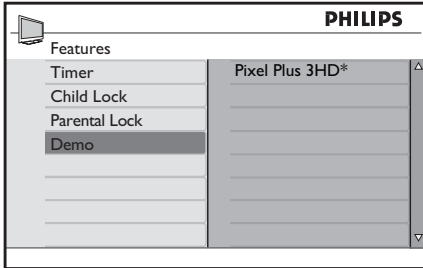 PHILIPS
Features
Timer
Pixel Plus 3HD*
Child Lock
Parental Lock
Demo